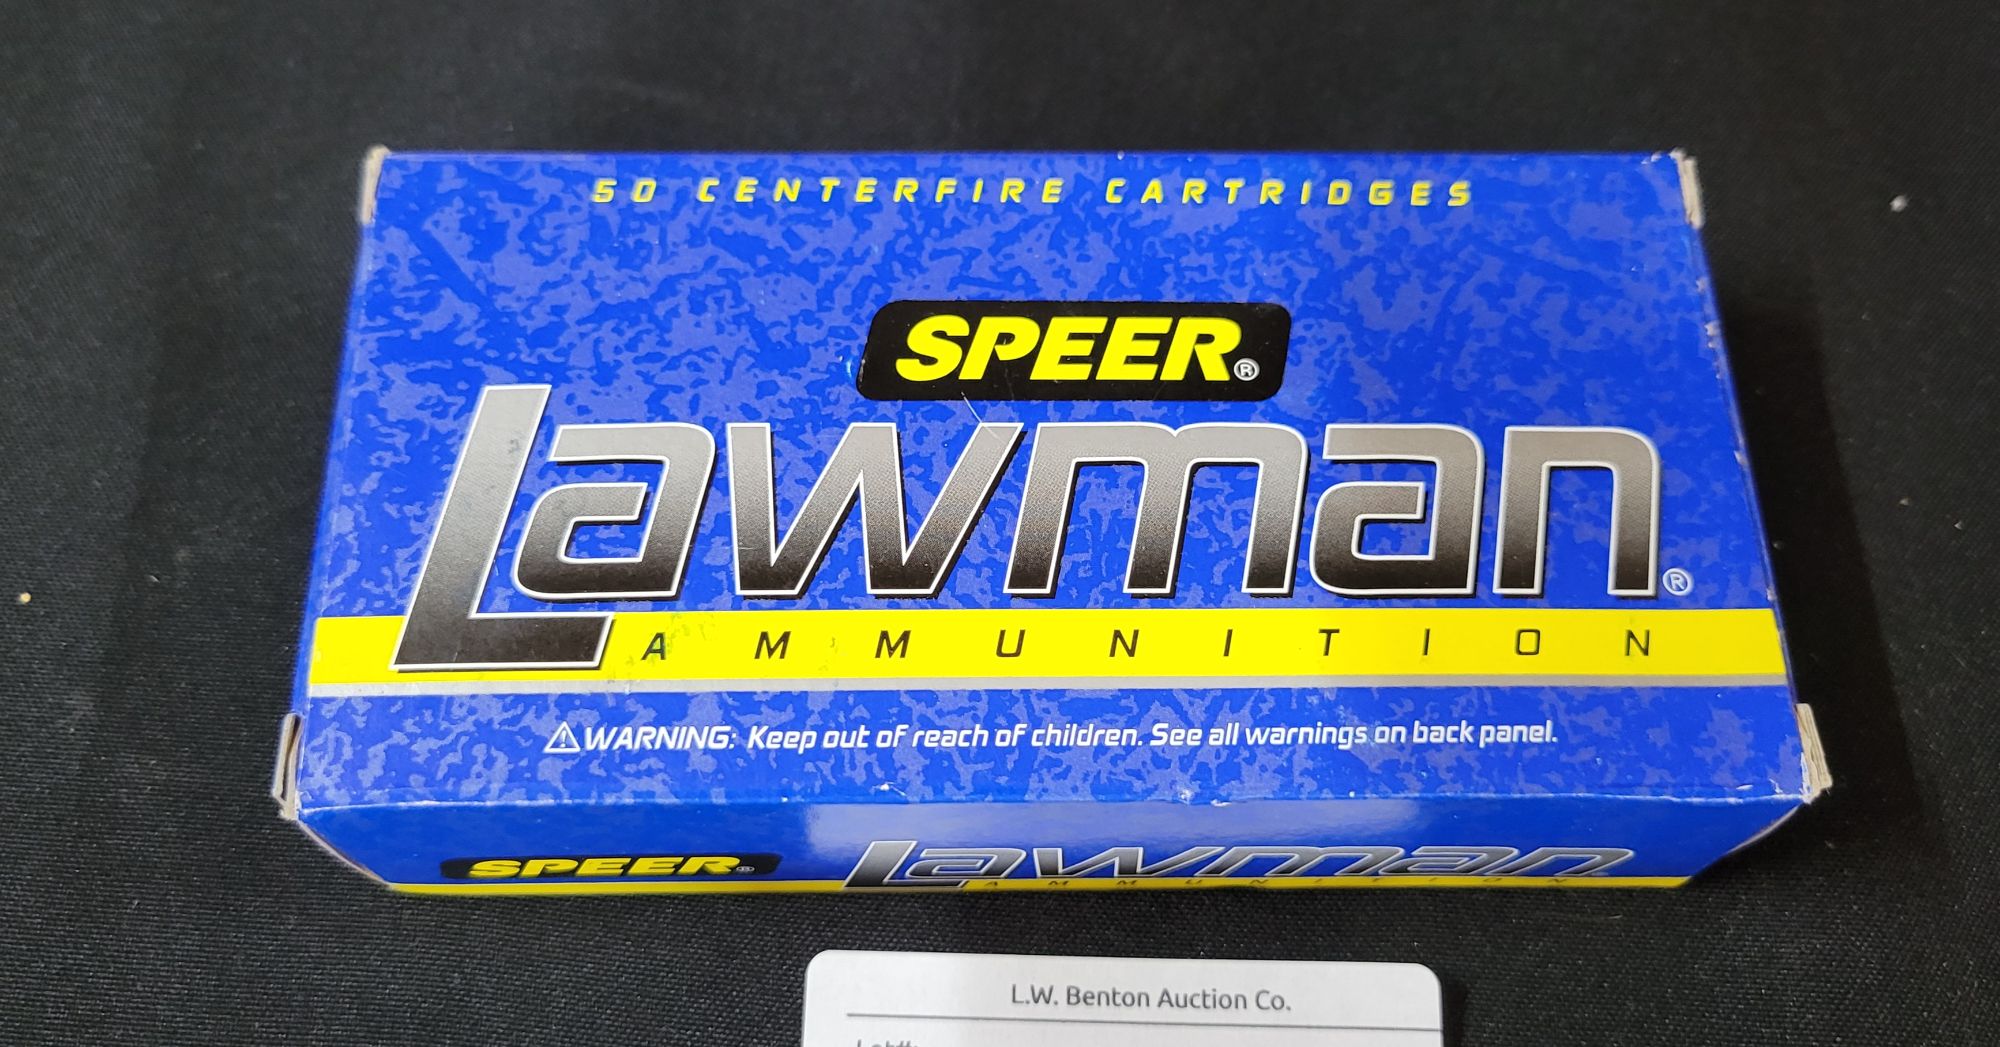 50 CENTERFIRE CARTRIDGES
SPEER®
Lawman®
AMMUNITION
⚠WARNING: Keep out of reach of children. See all warnings on back panel.
SPEER®
Lawman
AMMUNITION
L.W. Benton Auction Co.